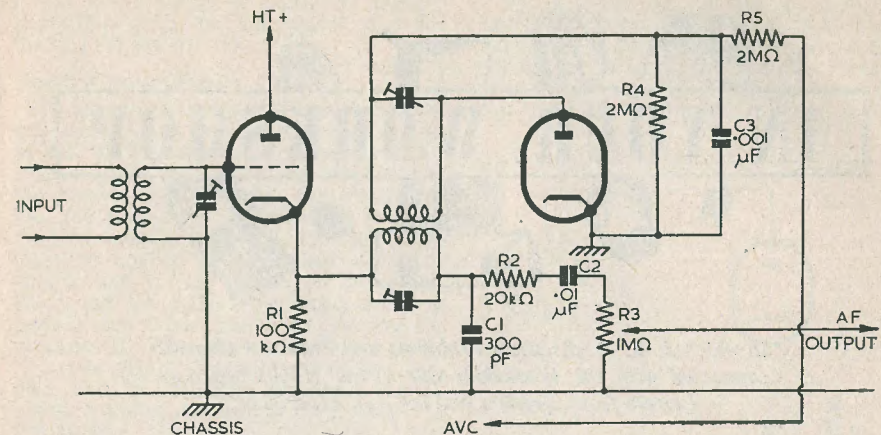 HT+
R5
2MΩ
R4
2MΩ
C3
.001
μF
INPUT
R1
100
kΩ
R2
20kΩ
C2
.01
μF
C1
300
PF
R3
1MΩ
AF
OUTPUT
CHASSIS
AVC